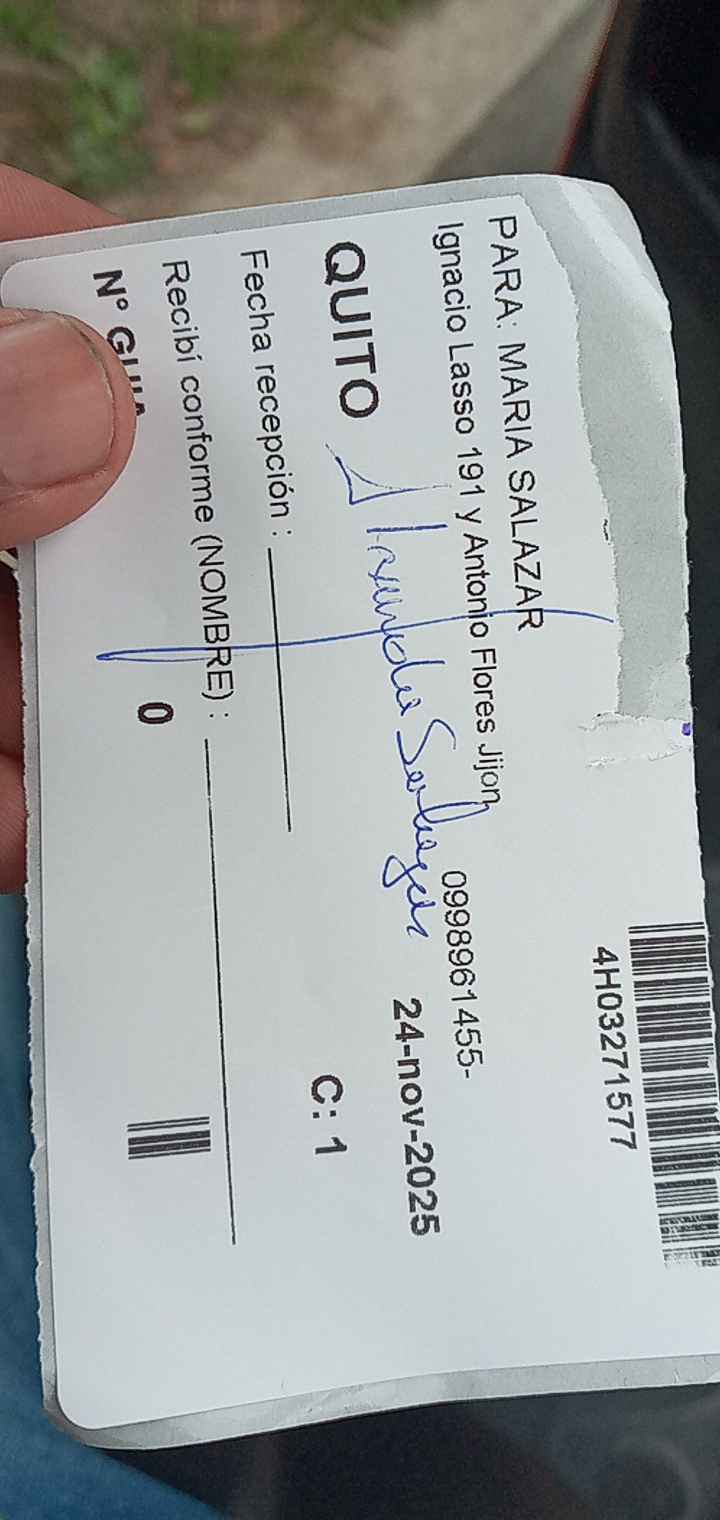 4H03271577
PARA: MARIA SALAZAR
Ignacio Lasso 191 y Antonio Flores Jijon, 0998961455-
24-nov-2025
QUITO
C: 1
Fecha recepción :
Recibí conforme (NOMBRE) :
N° GUIA 0